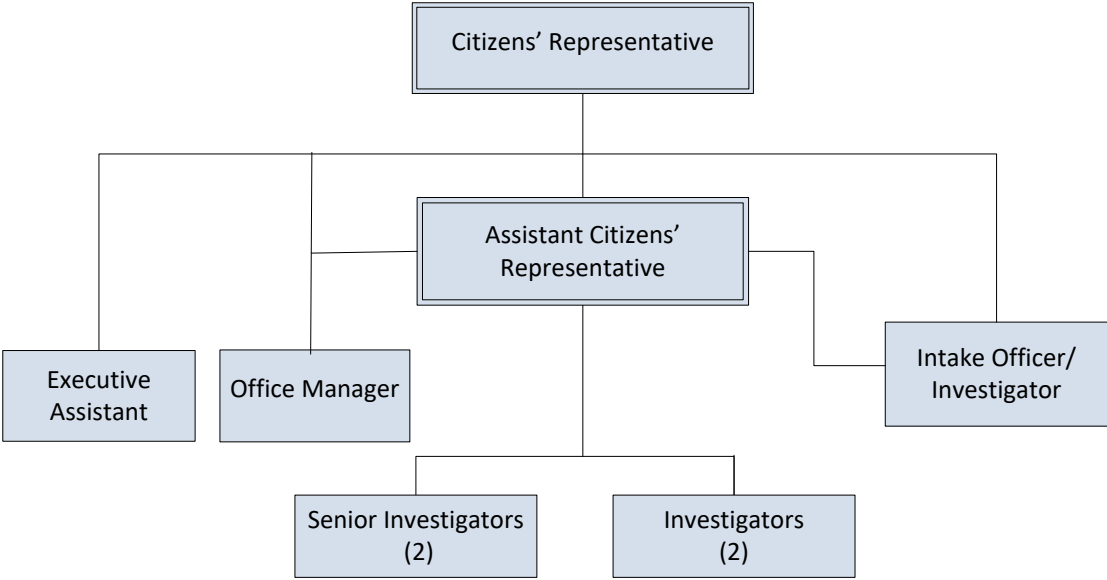 Citizens’ Representative
Assistant Citizens’
Representative
Executive
Assistant
Office Manager
Intake Officer/
Investigator
Senior Investigators
(2)
Investigators
(2)